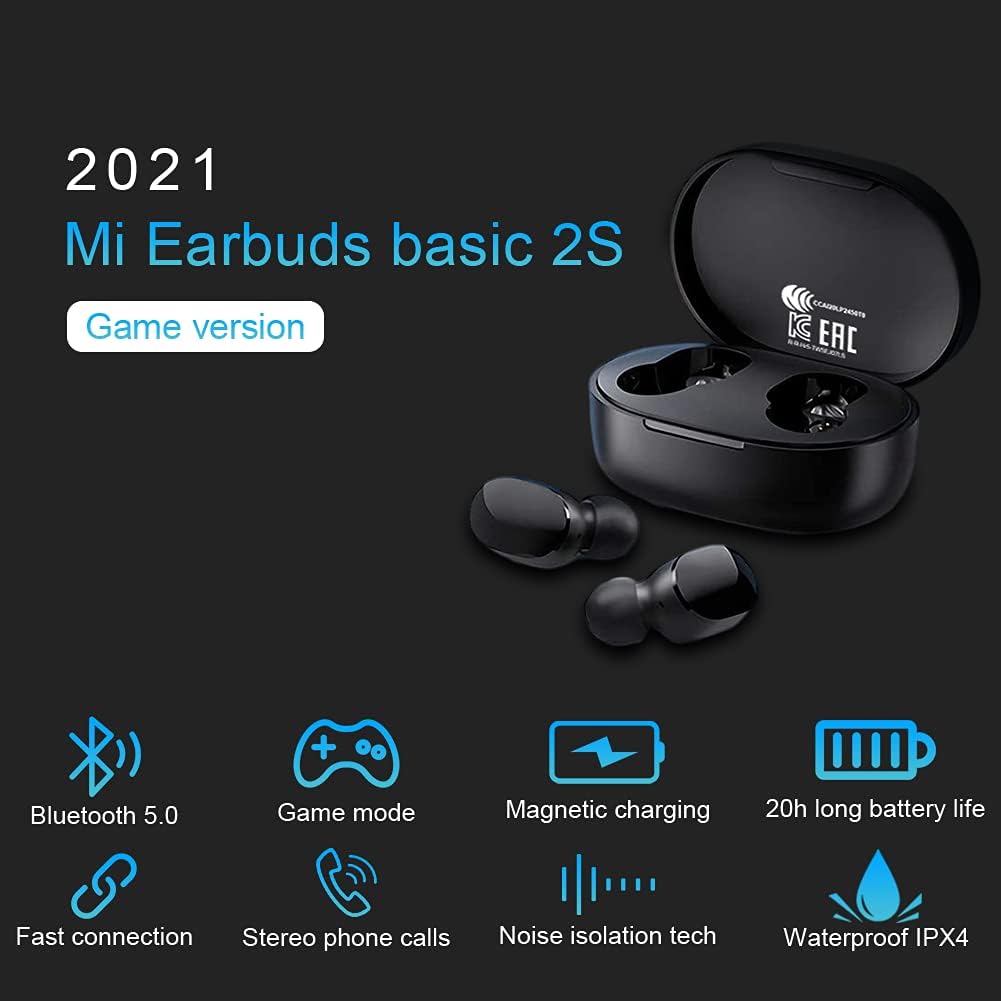 2021
Mi Earbuds basic 2S
Game version
EAC
Bluetooth 5.0
Game mode
Magnetic charging
20h long battery life
Fast connection
Stereo phone calls
Noise isolation tech
Waterproof IPX4